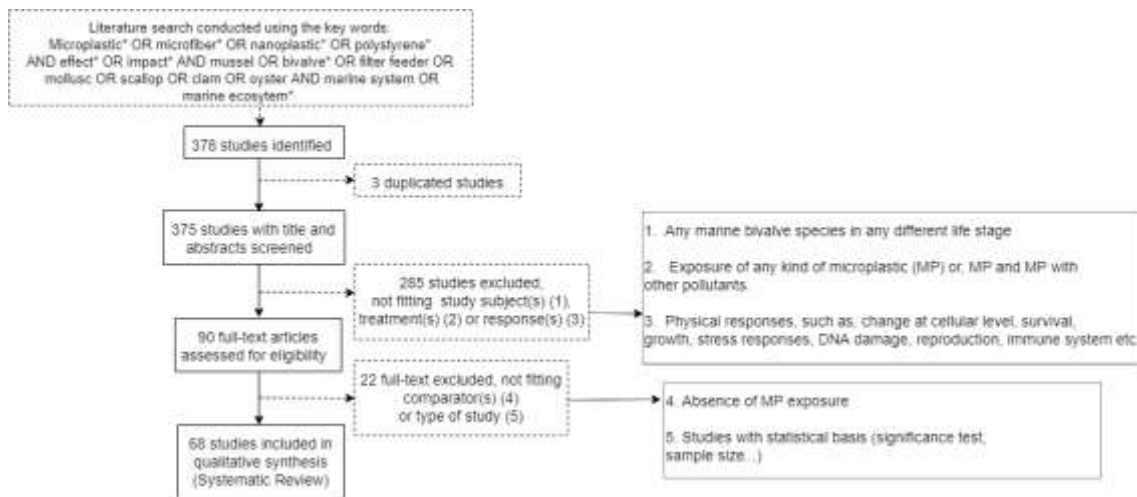 Literature search conducted using the key words:
Microplastic* OR microfiber* OR nanoplastic* OR polystyrene*
AND effect* OR impact* AND mussel OR bivalve* OR filter feeder OR
mollusc OR scallop OR clam OR oyster AND marine system OR
marine ecosytem*
378 studies identified
3 duplicated studies
375 studies with title and
abstracts screened
285 studies excluded,
not fitting study subject(s) (1),
treatment(s) (2) or response(s) (3)
1. Any marine bivalve species in any different life stage
2. Exposure of any kind of microplastic (MP) or, MP and MP with
other pollutants.
3. Physical responses, such as, change at cellular level, survival,
growth, stress responses, DNA damage, reproduction, immune system etc.
90 full-text articles
assessed for eligibility
22 full-text excluded, not fitting
comparator(s) (4)
or type of study (5)
4. Absence of MP exposure
5. Studies with statistical basis (significance test,
sample size...)
68 studies included in
qualitative synthesis
(Systematic Review)